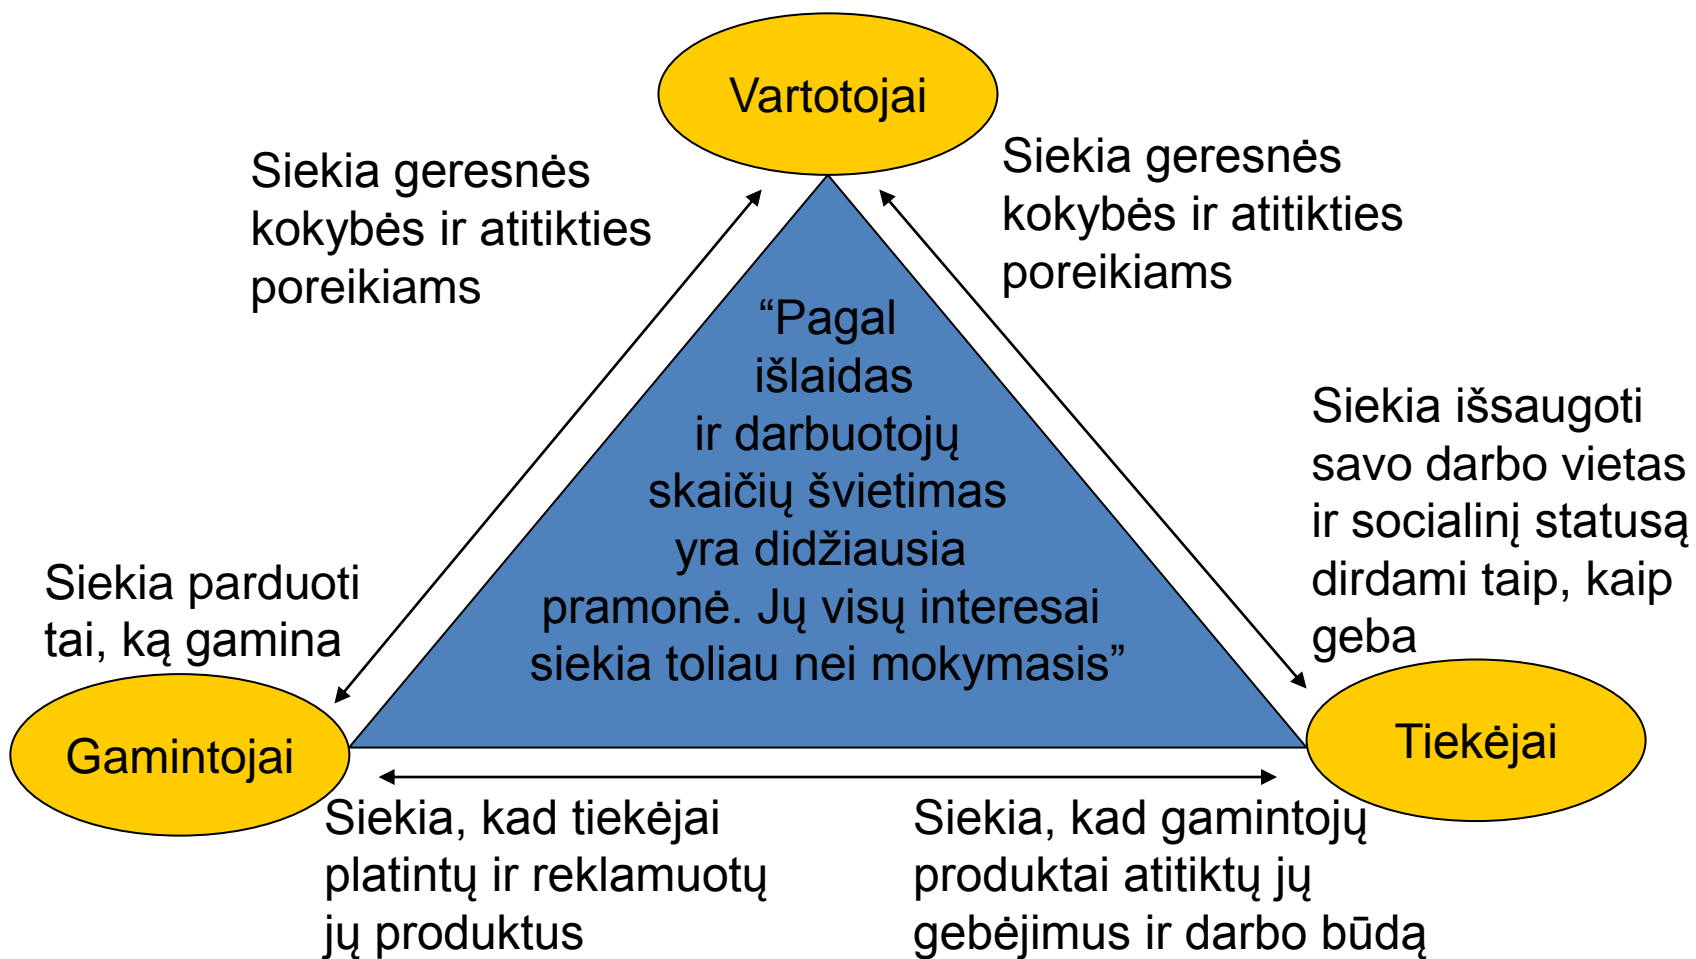 Vartotojai
Siekia geresnės
kokybės ir atitikties
poreikiams
Siekia geresnės
kokybės ir atitikties
poreikiams
“Pagal
išlaidas
ir darbuotojų
skaičių švietimas
yra didžiausia
pramonė. Jų visų interesai
siekia toliau nei mokymasis”
Siekia išsaugoti
savo darbo vietas
ir socialinį statusą
dirdami taip, kaip
geba
Siekia parduoti
tai, ką gamina
Gamintojai
Tiekėjai
Siekia, kad tiekėjai
platintų ir reklamuotų
jų produktus
Siekia, kad gamintojų
produktai atitiktų jų
gebėjimus ir darbo būdą